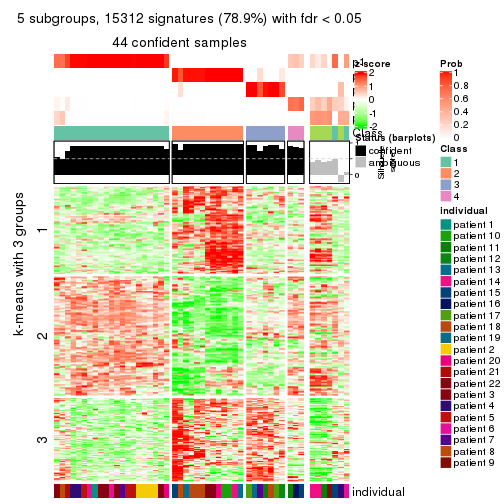 5 subgroups, 15312 signatures (78.9%) with fdr < 0.05
44 confident samples
k-means with 3 groups
1
2
3
Class
individual
z-score
2
1
0
-1
-2
Status (barplots)
confident
ambiguous
0
Prob
1
0.8
0.6
0.4
0.2
0
Class
1
2
3
4
individual
patient 1
patient 10
patient 11
patient 12
patient 13
patient 14
patient 15
patient 16
patient 17
patient 18
patient 19
patient 2
patient 20
patient 21
patient 22
patient 3
patient 4
patient 5
patient 6
patient 7
patient 8
patient 9